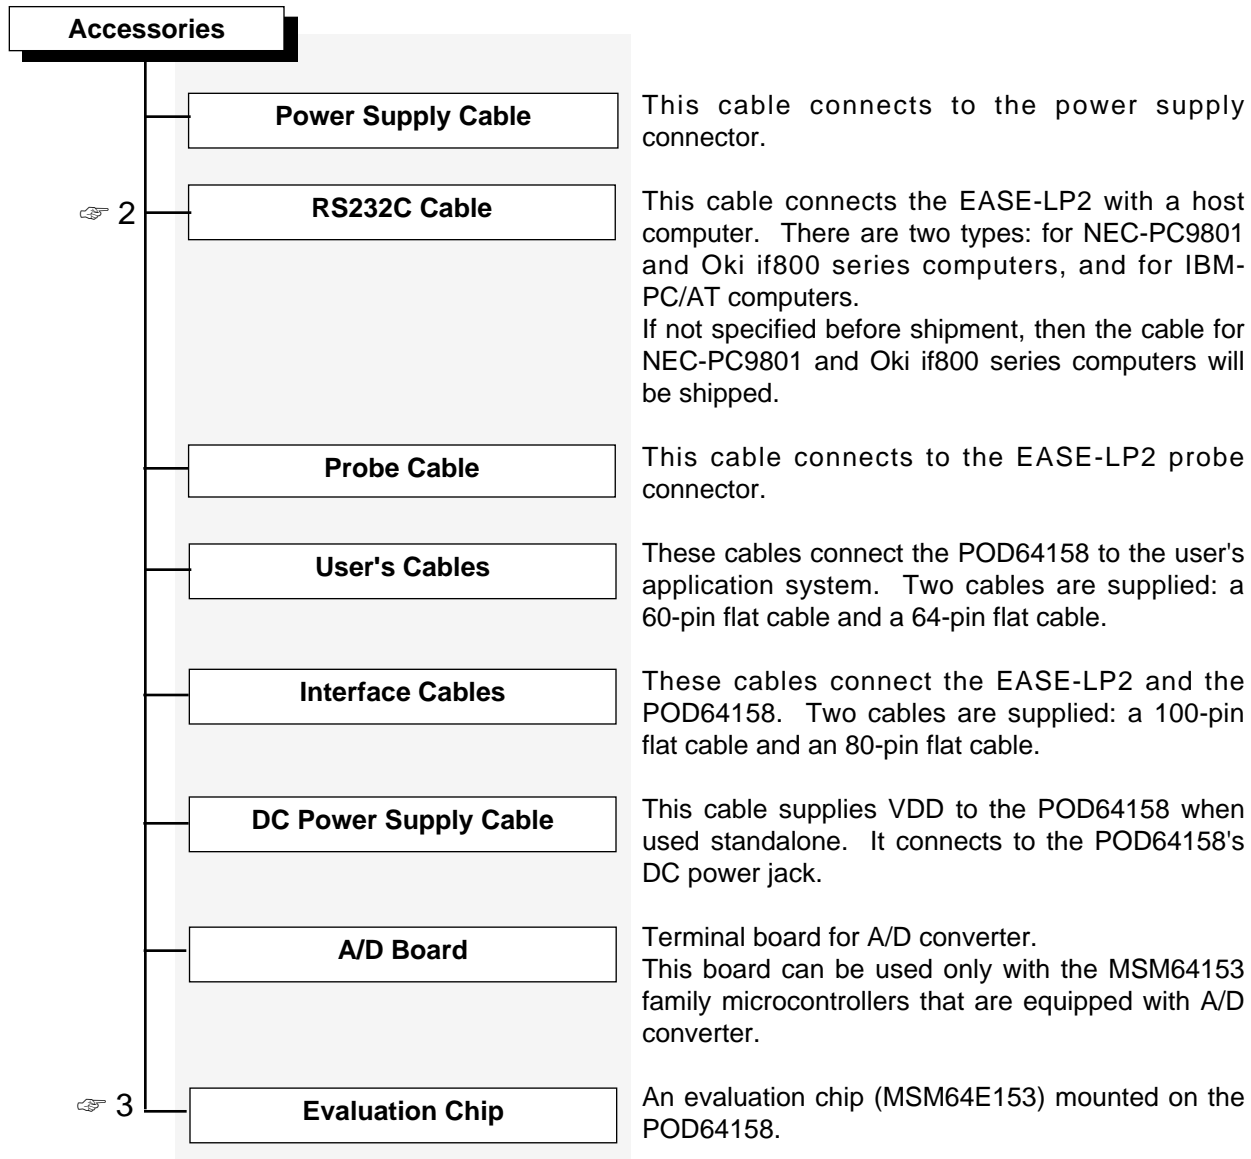 Accessories
Power Supply Cable
This cable connects to the power supply
connector.
☞ 2
RS232C Cable
This cable connects the EASE-LP2 with a host
computer. There are two types: for NEC-PC9801
and Oki if800 series computers, and for IBM-
PC/AT computers.
If not specified before shipment, then the cable for
NEC-PC9801 and Oki if800 series computers will
be shipped.
Probe Cable
This cable connects to the EASE-LP2 probe
connector.
User's Cables
These cables connect the POD64158 to the user's
application system. Two cables are supplied: a
60-pin flat cable and a 64-pin flat cable.
Interface Cables
These cables connect the EASE-LP2 and the
POD64158. Two cables are supplied: a 100-pin
flat cable and an 80-pin flat cable.
DC Power Supply Cable
This cable supplies VDD to the POD64158 when
used standalone. It connects to the POD64158's
DC power jack.
A/D Board
Terminal board for A/D converter.
This board can be used only with the MSM64153
family microcontrollers that are equipped with A/D
converter.
☞ 3
Evaluation Chip
An evaluation chip (MSM64E153) mounted on the
POD64158.